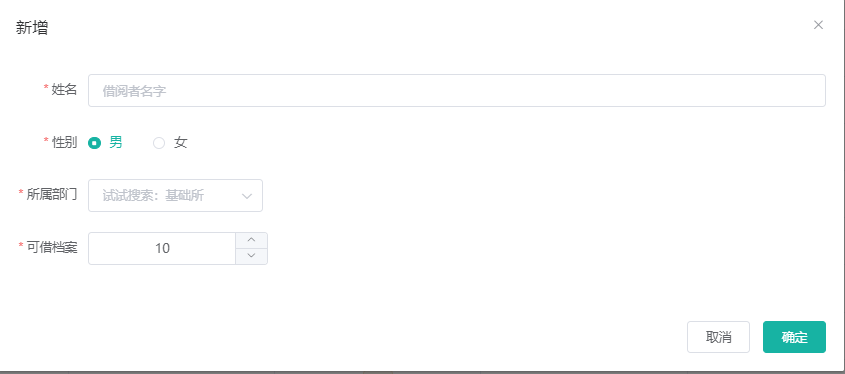 新增
* 姓名 借阅者名字
* 性别 男 女
* 所属部门 试试搜索：基础所
* 可借档案 10
取消 确定